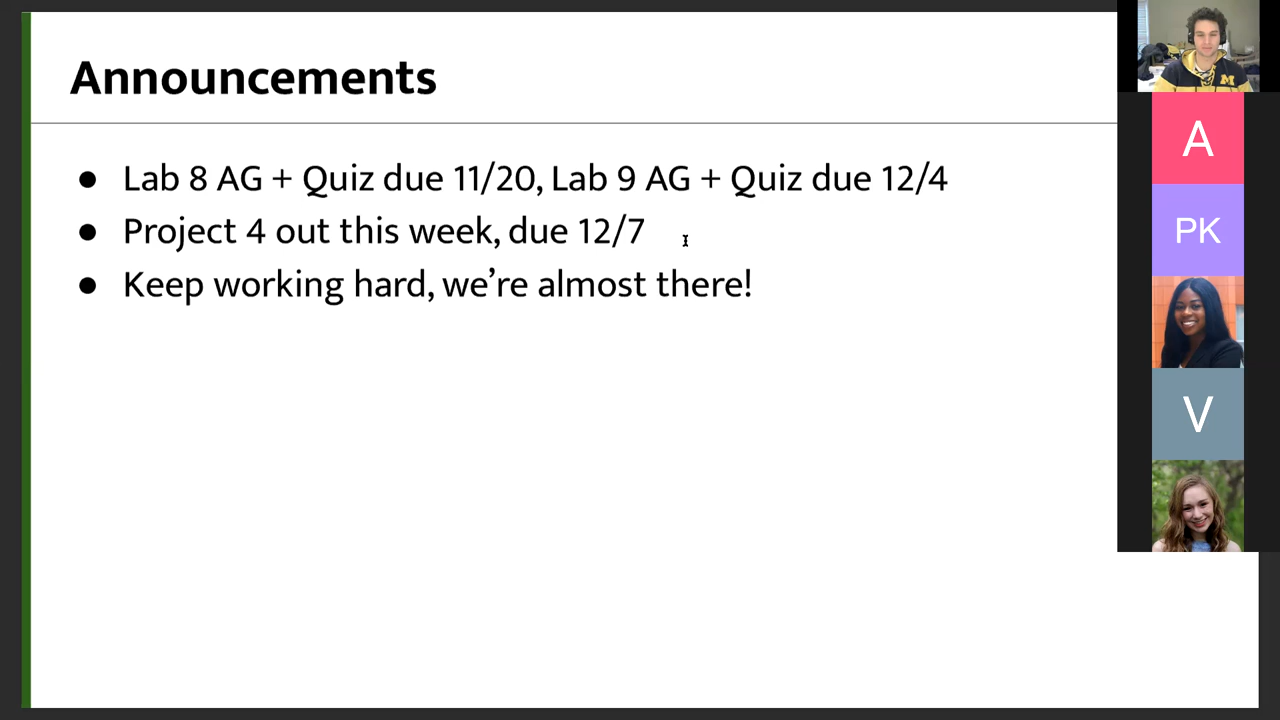 Announcements
● Lab 8 AG + Quiz due 11/20, Lab 9 AG + Quiz due 12/4
● Project 4 out this week, due 12/7
● Keep working hard, we’re almost there!
M
A
PK
V